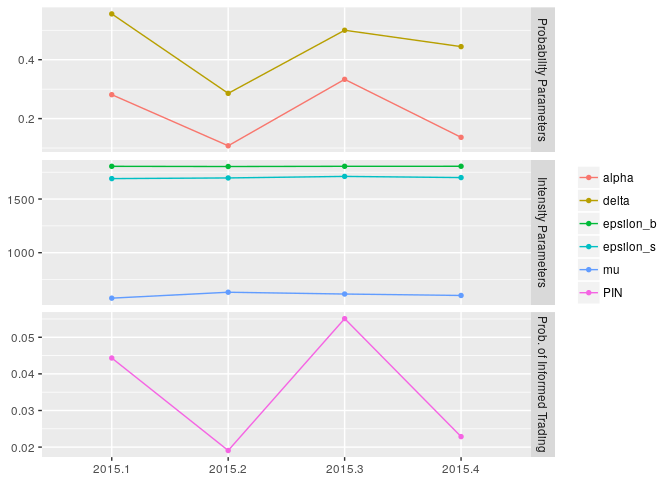 0.4
0.2
Probability Parameters
1500
1000
Intensity Parameters
0.05
0.04
0.03
0.02
Prob. of Informed Trading
2015.1
2015.2
2015.3
2015.4
alpha
delta
epsilon_b
epsilon_s
mu
PIN